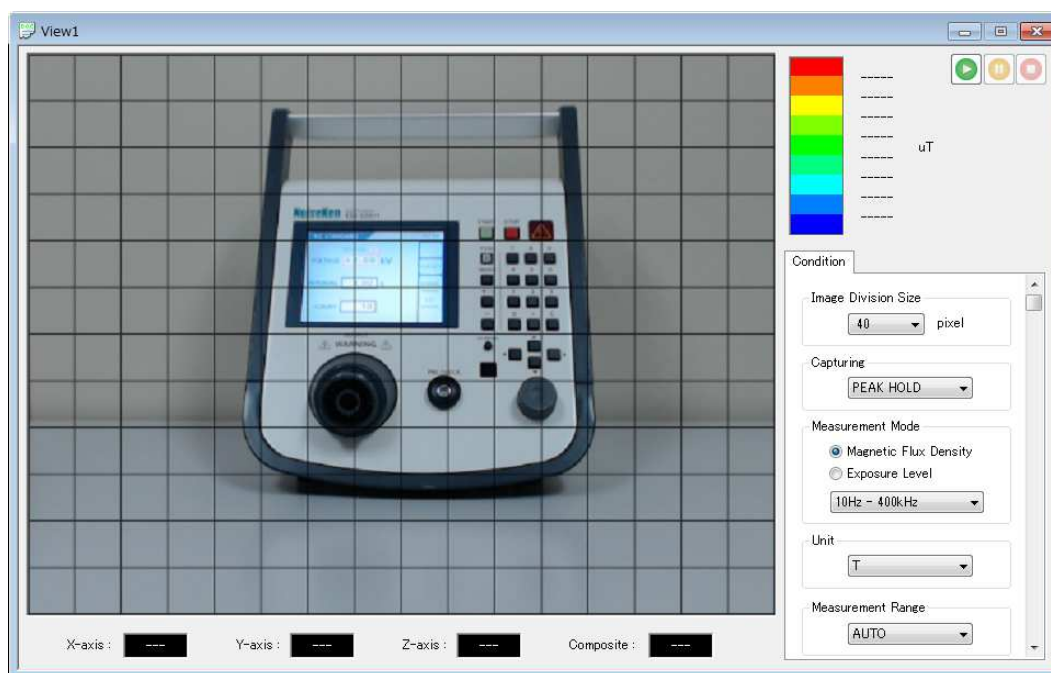 View1
NoiseKen
WARNING
uT
Condition
Image Division Size
40 pixel
Capturing
PEAK HOLD
Measurement Mode
Magnetic Flux Density
Exposure Level
10Hz - 400kHz
Unit
T
Measurement Range
AUTO
X-axis : --- Y-axis : --- Z-axis : --- Composite : ---